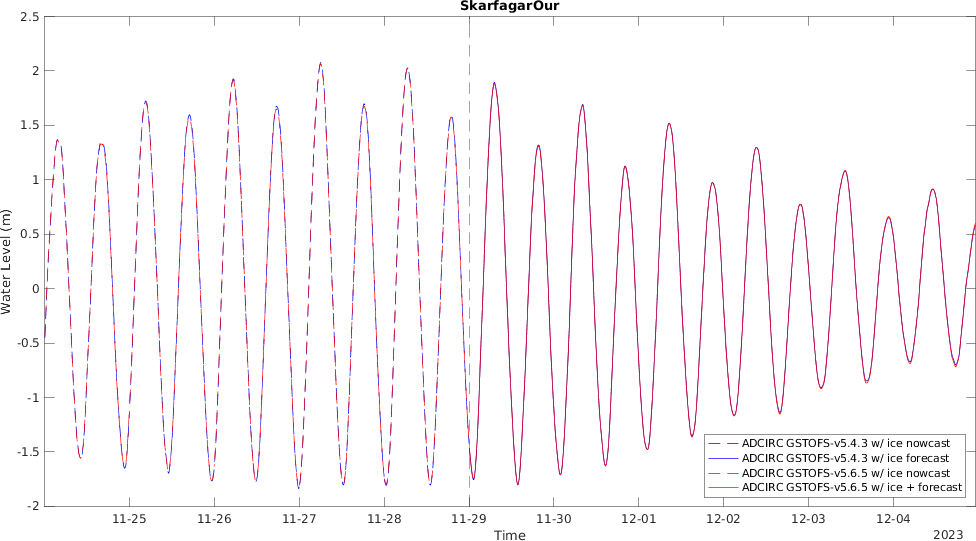 SkarfagarOur
2.5
2
1.5
1
0.5
0
-0.5
-1
-1.5
-2
Water Level (m)
ADCIRC GSTOFS-v5.4.3 w/ ice nowcast
ADCIRC GSTOFS-v5.4.3 w/ ice forecast
ADCIRC GSTOFS-v5.6.5 w/ ice nowcast
ADCIRC GSTOFS-v5.6.5 w/ ice + forecast
11-25 11-26 11-27 11-28 11-29 11-30 12-01 12-02 12-03 12-04
Time
2023